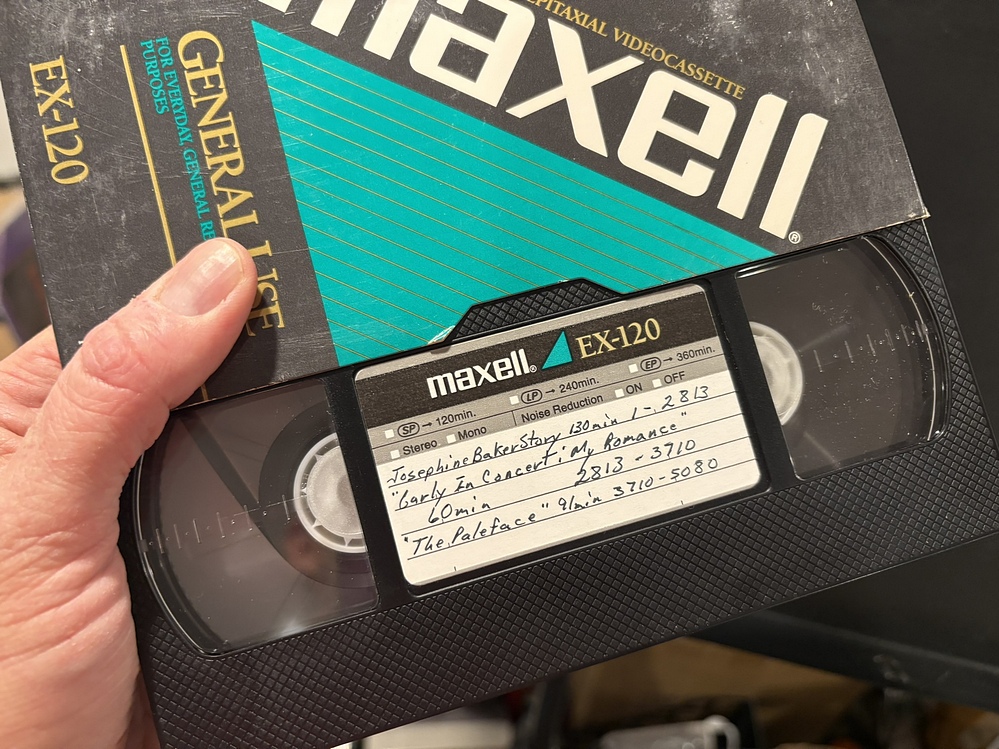 maxell®
EPITAXIAL VIDEOCASSETTE
EX-120
GENERAL USE
FOR EVERYDAY, GENERAL RE
PURPOSES
maxell® EX-120
SP → 120min. LP → 240min. EP → 360min.
Stereo Mono Noise Reduction ON OFF
Josephine Baker Story 130min 1-2813
"Carly In Concert: My Romance"
60min 2813-3710
"The Paleface" 91min 3710-5080